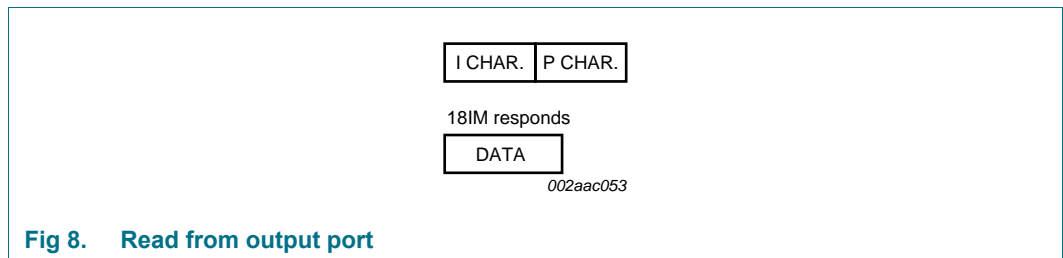 I CHAR. P CHAR.
18IM responds
DATA
002aac053
Fig 8. Read from output port